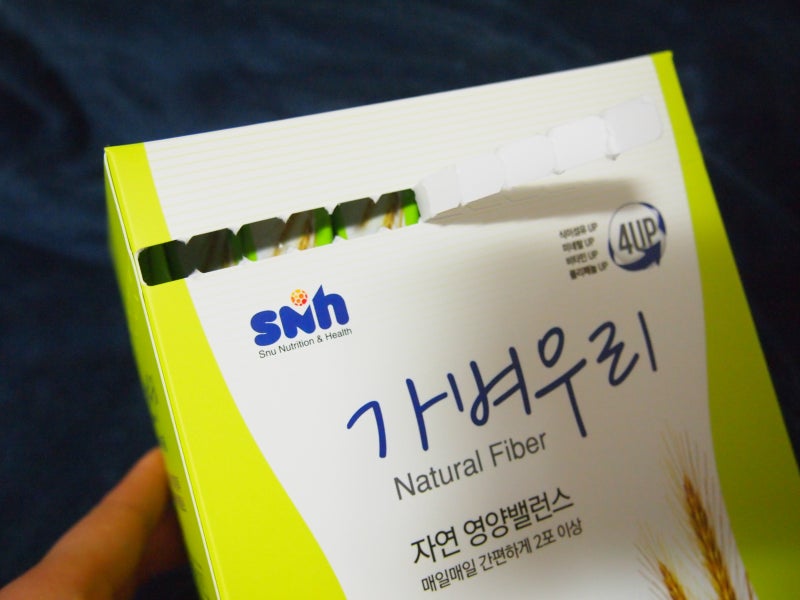 식이섬유 UP
미네랄 UP
비타민 UP
폴리페놀 UP
4UP
snh
Snu Nutrition & Health
가벼우리
Natural Fiber
자연 영양밸런스
매일매일 간편하게 2포 이상